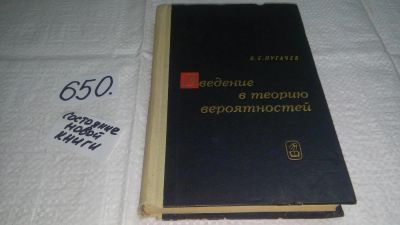 650.
состояние
новой
книги
В.С.ПУГАЧЕВ
Введение
в теорию
вероятностей